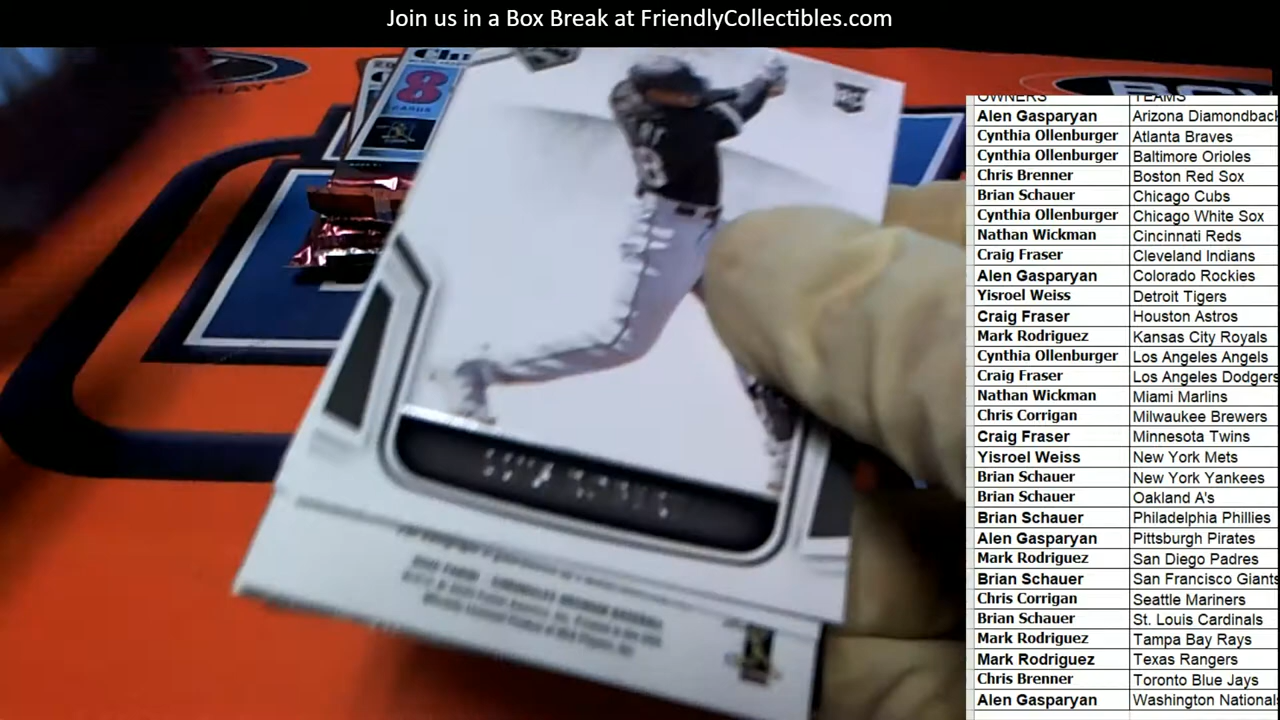 Join us in a Box Break at FriendlyCollectibles.com
OWNERS TEAMS
Alen Gasparyan Arizona Diamondback
Cynthia Ollenburger Atlanta Braves
Cynthia Ollenburger Baltimore Orioles
Chris Brenner Boston Red Sox
Brian Schauer Chicago Cubs
Cynthia Ollenburger Chicago White Sox
Nathan Wickman Cincinnati Reds
Craig Fraser Cleveland Indians
Alen Gasparyan Colorado Rockies
Yisroel Weiss Detroit Tigers
Craig Fraser Houston Astros
Mark Rodriguez Kansas City Royals
Cynthia Ollenburger Los Angeles Angels
Craig Fraser Los Angeles Dodgers
Nathan Wickman Miami Marlins
Chris Corrigan Milwaukee Brewers
Craig Fraser Minnesota Twins
Yisroel Weiss New York Mets
Brian Schauer New York Yankees
Brian Schauer Oakland A's
Brian Schauer Philadelphia Phillies
Alen Gasparyan Pittsburgh Pirates
Mark Rodriguez San Diego Padres
Brian Schauer San Francisco Giants
Chris Corrigan Seattle Mariners
Brian Schauer St. Louis Cardinals
Mark Rodriguez Tampa Bay Rays
Mark Rodriguez Texas Rangers
Chris Brenner Toronto Blue Jays
Alen Gasparyan Washington National
8
CARDS